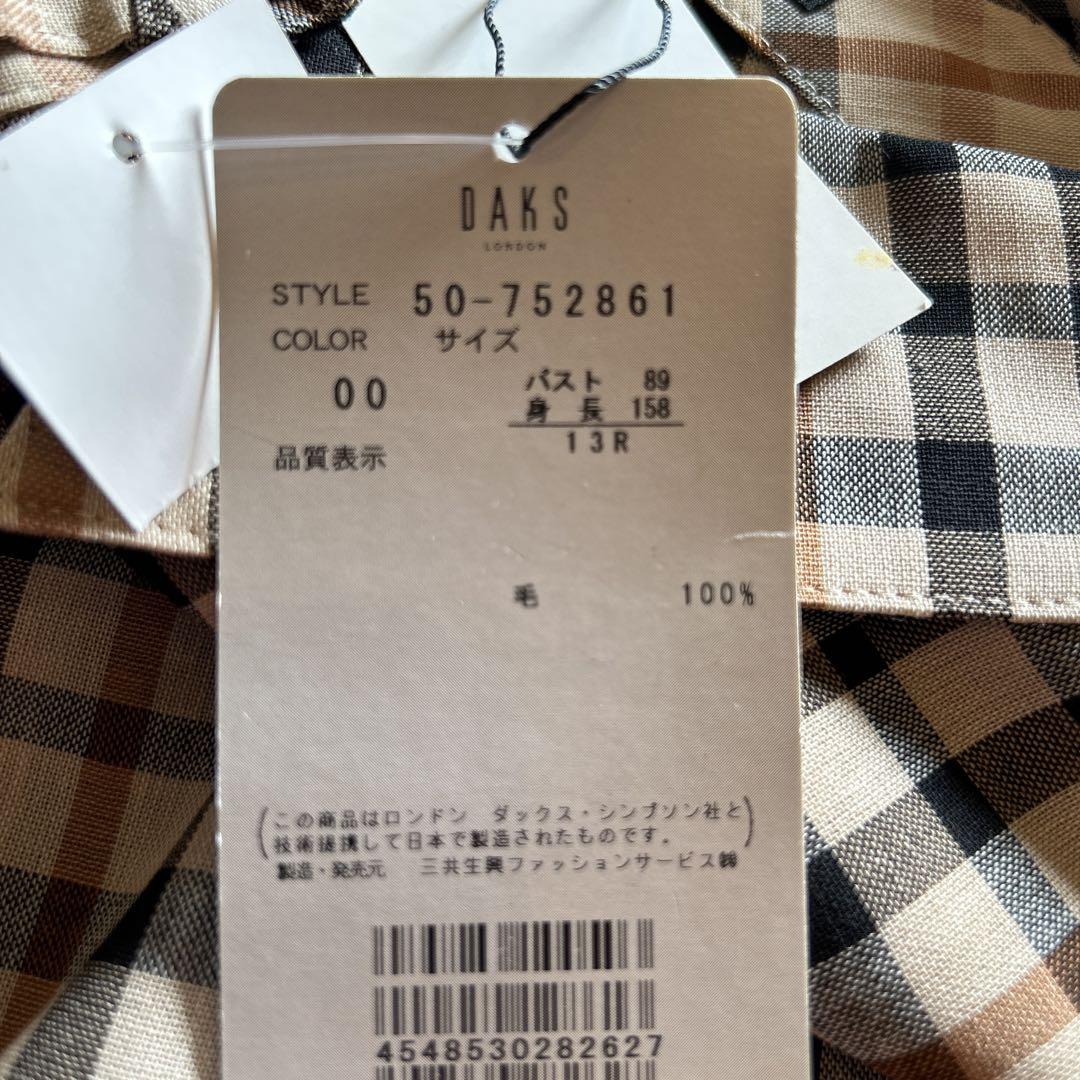 DAKS
LONDON
STYLE 50-752861
COLOR サイズ
00 バスト 89
身長 158
13R
品質表示
毛 100%
(この商品はロンドン ダックス・シンプソン社と
技術提携して日本で製造されたものです。)
製造・発売元 三共生興ファッションサービス㈱
4548530282627